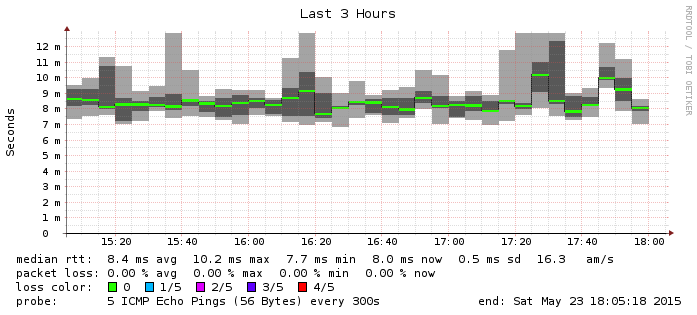 Last 3 Hours
RRDTOOL / TOBI OETIKER
Seconds
12 m
11 m
10 m
9 m
8 m
7 m
6 m
5 m
4 m
3 m
2 m
1 m
0
15:20 15:40 16:00 16:20 16:40 17:00 17:20 17:40 18:00
median rtt: 8.4 ms avg 10.2 ms max 7.7 ms min 8.0 ms now 0.5 ms sd 16.3 am/s
packet loss: 0.00 % avg 0.00 % max 0.00 % min 0.00 % now
loss color: 0 1/5 2/5 3/5 4/5
probe: 5 ICMP Echo Pings (56 Bytes) every 300s end: Sat May 23 18:05:18 2015